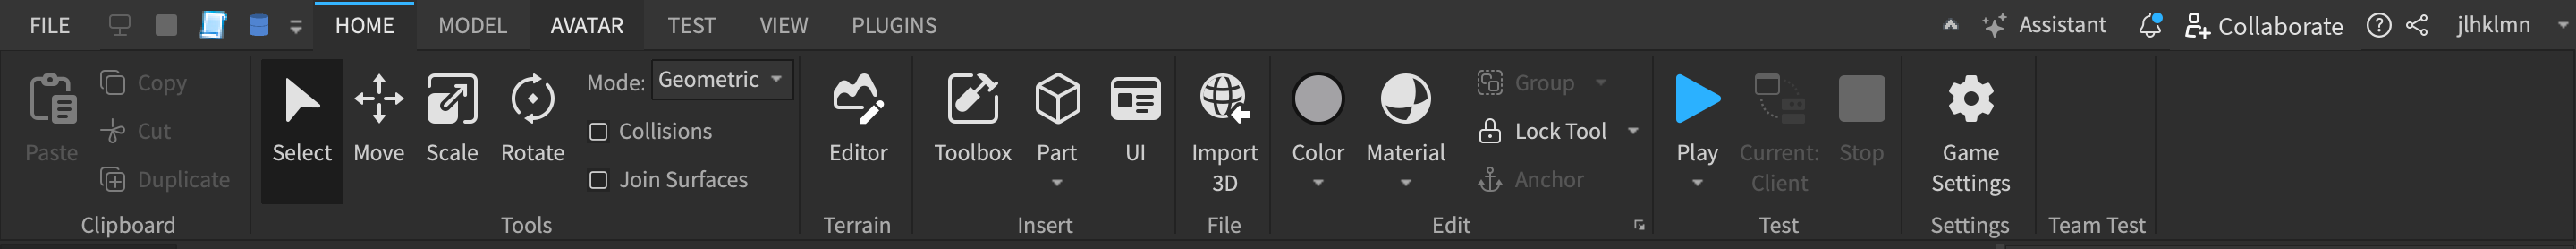 FILE HOME MODEL AVATAR TEST VIEW PLUGINS Assistant Collaborate jlhklmn
Paste
Copy
Cut
Duplicate
Clipboard
Select Move Scale Rotate
Mode: Geometric
Collisions
Join Surfaces
Tools
Editor
Terrain
Toolbox Part UI
Insert
Import
3D
File
Color Material
Group
Lock Tool
Anchor
Edit
Play
Current:
Client
Stop
Test
Game
Settings
Settings
Team Test